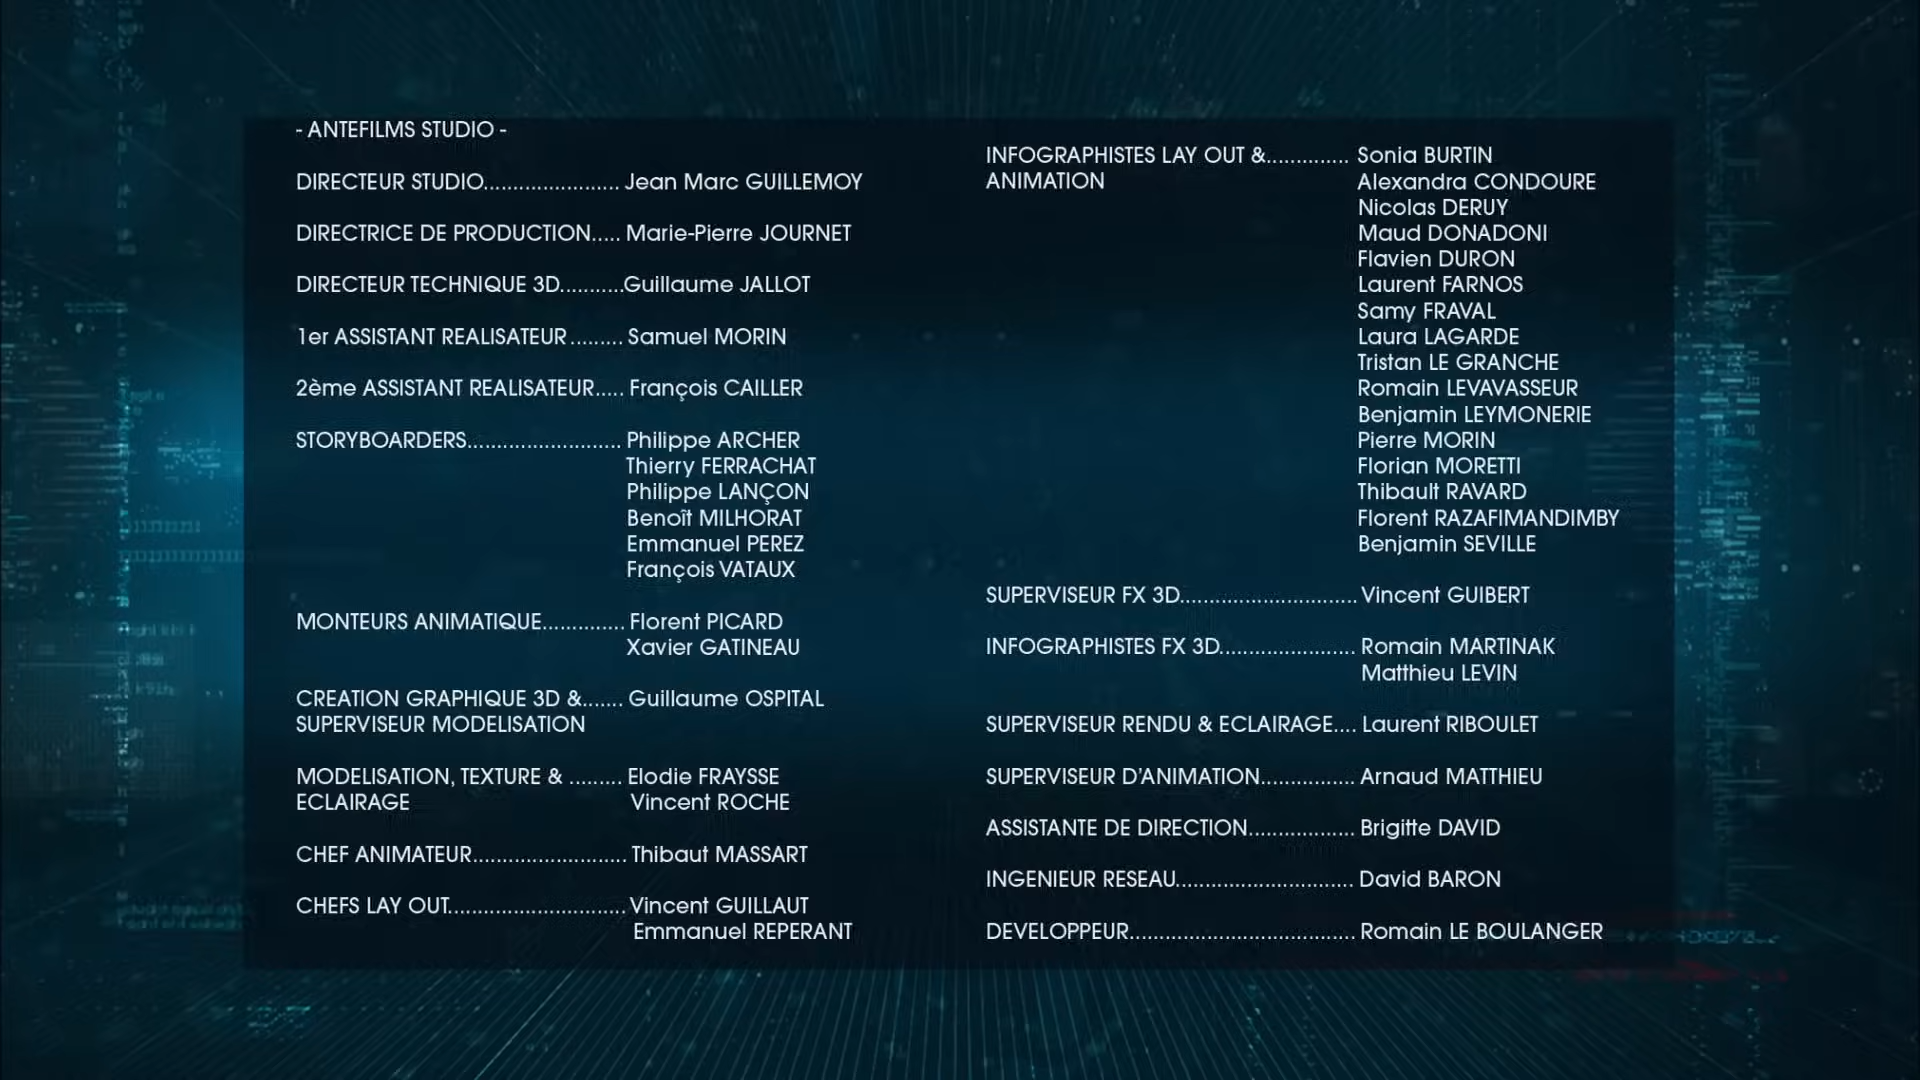 - ANTEFILMS STUDIO -
DIRECTEUR STUDIO....................... Jean Marc GUILLEMOY
DIRECTRICE DE PRODUCTION..... Marie-Pierre JOURNET
DIRECTEUR TECHNIQUE 3D...........Guillaume JALLOT
1er ASSISTANT REALISATEUR ......... Samuel MORIN
2ème ASSISTANT REALISATEUR..... François CAILLER
STORYBOARDERS.......................... Philippe ARCHER
Thierry FERRACHAT
Philippe LANÇON
Benoît MILHORAT
Emmanuel PEREZ
François VATAUX
MONTEURS ANIMATIQUE.............. Florent PICARD
Xavier GATINEAU
CREATION GRAPHIQUE 3D &....... Guillaume OSPITAL
SUPERVISEUR MODELISATION
MODELISATION, TEXTURE & ......... Elodie FRAYSSE
ECLAIRAGE Vincent ROCHE
CHEF ANIMATEUR.......................... Thibaut MASSART
CHEFS LAY OUT.............................. Vincent GUILLAUT
Emmanuel REPERANT
INFOGRAPHISTES LAY OUT &.............. Sonia BURTIN
ANIMATION Alexandra CONDOURE
Nicolas DERUY
Maud DONADONI
Flavien DURON
Laurent FARNOS
Samy FRAVAL
Laura LAGARDE
Tristan LE GRANCHE
Romain LEVAVASSEUR
Benjamin LEYMONERIE
Pierre MORIN
Florian MORETTI
Thibault RAVARD
Florent RAZAFIMANDIMBY
Benjamin SEVILLE
SUPERVISEUR FX 3D.............................. Vincent GUIBERT
INFOGRAPHISTES FX 3D....................... Romain MARTINAK
Matthieu LEVIN
SUPERVISEUR RENDU & ECLAIRAGE.... Laurent RIBOULET
SUPERVISEUR D'ANIMATION................ Arnaud MATTHIEU
ASSISTANTE DE DIRECTION.................. Brigitte DAVID
INGENIEUR RESEAU.............................. David BARON
DEVELOPPEUR...................................... Romain LE BOULANGER